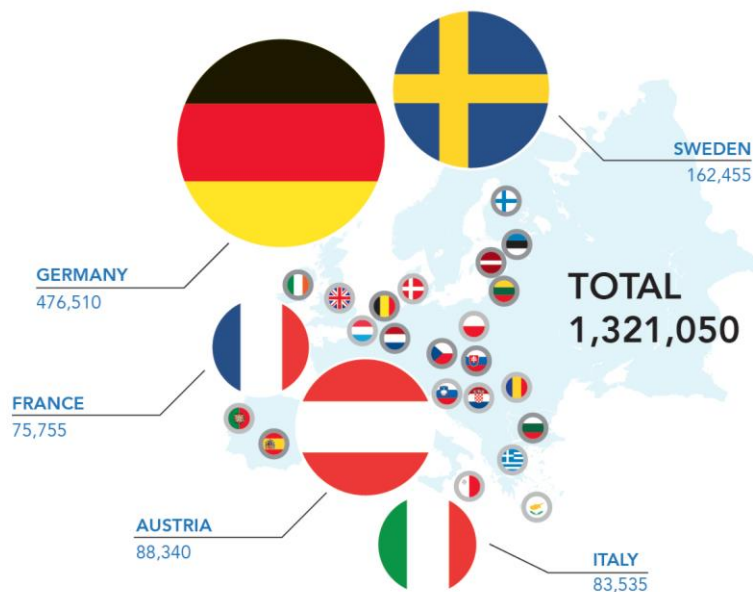 SWEDEN
162,455
GERMANY
476,510
TOTAL
1,321,050
FRANCE
75,755
AUSTRIA
88,340
ITALY
83,535